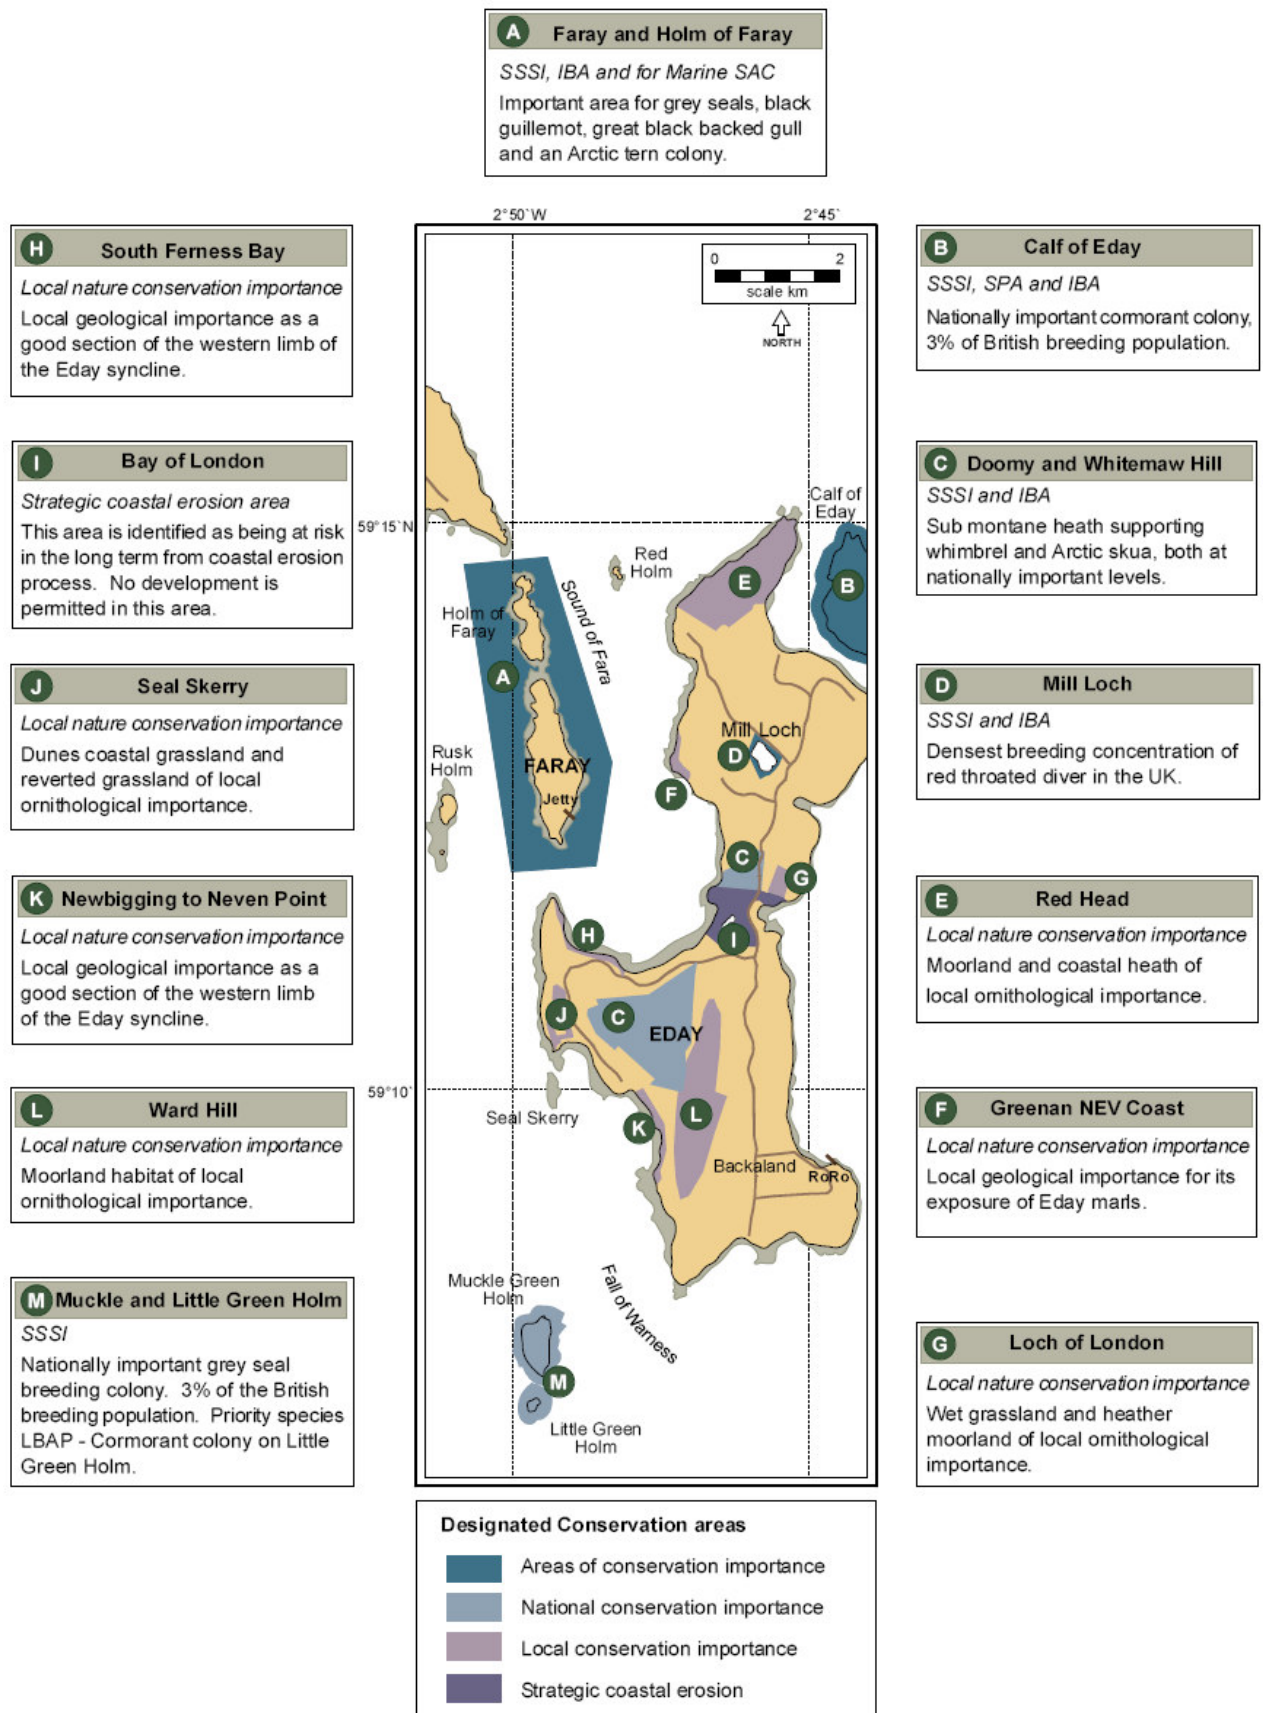 A Faray and Holm of Faray
SSSI, IBA and for Marine SAC
Important area for grey seals, black
guillemot, great black backed gull
and an Arctic tern colony.
H South Ferness Bay
Local nature conservation importance
Local geological importance as a
good section of the western limb of
the Eday syncline.
I Bay of London
Strategic coastal erosion area
This area is identified as being at risk
in the long term from coastal erosion
process. No development is
permitted in this area.
J Seal Skerry
Local nature conservation importance
Dunes coastal grassland and
reverted grassland of local
ornithological importance.
K Newbigging to Neven Point
Local nature conservation importance
Local geological importance as a
good section of the western limb
of the Eday syncline.
L Ward Hill
Local nature conservation importance
Moorland habitat of local
ornithological importance.
M Muckle and Little Green Holm
SSSI
Nationally important grey seal
breeding colony. 3% of the British
breeding population. Priority species
LBAP - Cormorant colony on Little
Green Holm.
2°50`W
2°45`
0 2
scale km
NORTH
Calf of
Eday
59°15`N
Red
Holm
E
B
Holm of
Faray
Sound of Fara
A
Mill Loch
D
Rusk
Holm
FARAY
Jetty
F
C
G
H
I
J
C
EDAY
59°10`
Seal Skerry
K
L
Backaland
RoRo
Muckle Green
Holm
Fall of Warness
M
Little Green
Holm
B Calf of Eday
SSSI, SPA and IBA
Nationally important cormorant colony,
3% of British breeding population.
C Doomy and Whitemaw Hill
SSSI and IBA
Sub montane heath supporting
whimbrel and Arctic skua, both at
nationally important levels.
D Mill Loch
SSSI and IBA
Densest breeding concentration of
red throated diver in the UK.
E Red Head
Local nature conservation importance
Moorland and coastal heath of
local ornithological importance.
F Greenan NEV Coast
Local nature conservation importance
Local geological importance for its
exposure of Eday marls.
G Loch of London
Local nature conservation importance
Wet grassland and heather
moorland of local ornithological
importance.
Designated Conservation areas
Areas of conservation importance
National conservation importance
Local conservation importance
Strategic coastal erosion